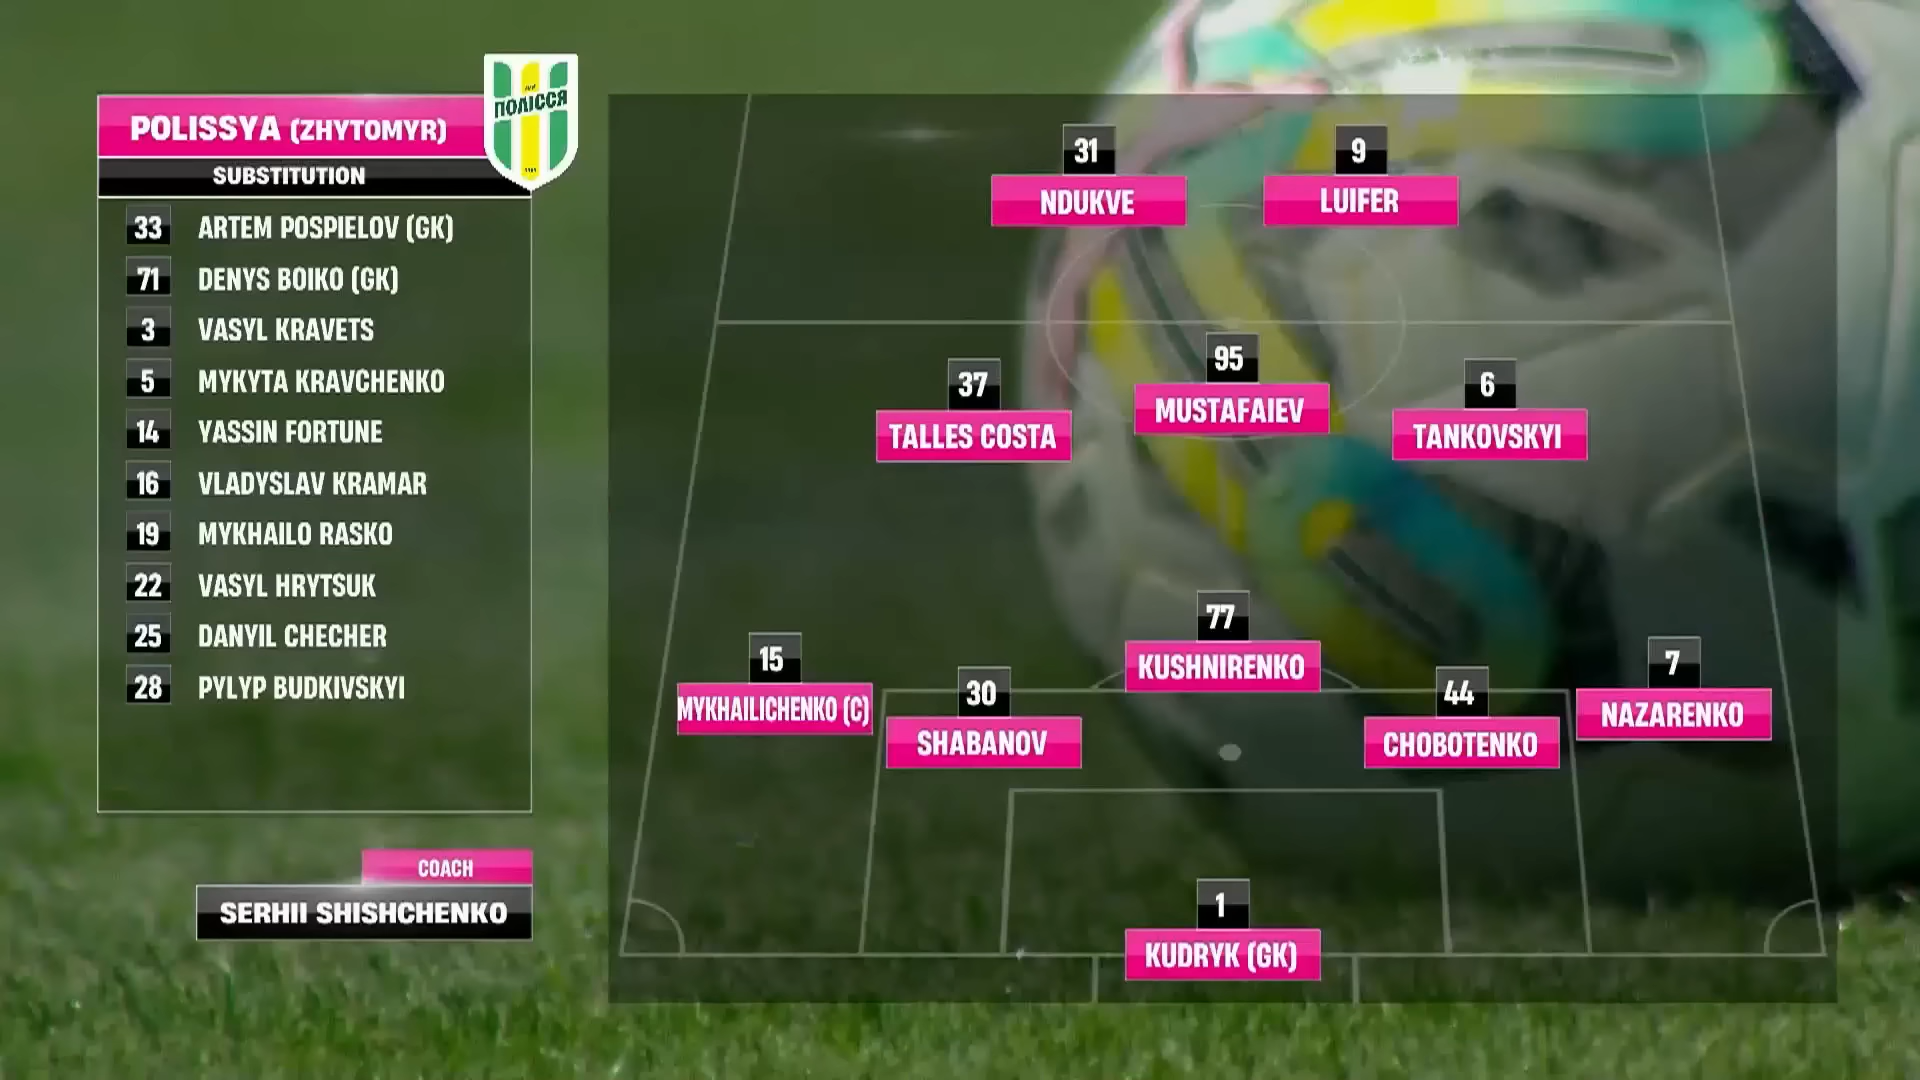 POLISSYA (ZHYTOMYR)
ПОЛІССЯ
SUBSTITUTION
33 ARTEM POSPIELOV (GK)
71 DENYS BOIKO (GK)
3 VASYL KRAVETS
5 MYKYTA KRAVCHENKO
14 YASSIN FORTUNE
16 VLADYSLAV KRAMAR
19 MYKHAILO RASKO
22 VASYL HRYTSUK
25 DANYIL CHECHER
28 PYLYP BUDKIVSKYI
COACH
SERHII SHISHCHENKO
31
NDUKVE
9
LUIFER
37
TALLES COSTA
95
MUSTAFAIEV
6
TANKOVSKYI
15
MYKHAILICHENKO (C)
30
SHABANOV
77
KUSHNIRENKO
44
CHOBOTENKO
7
NAZARENKO
1
KUDRYK (GK)